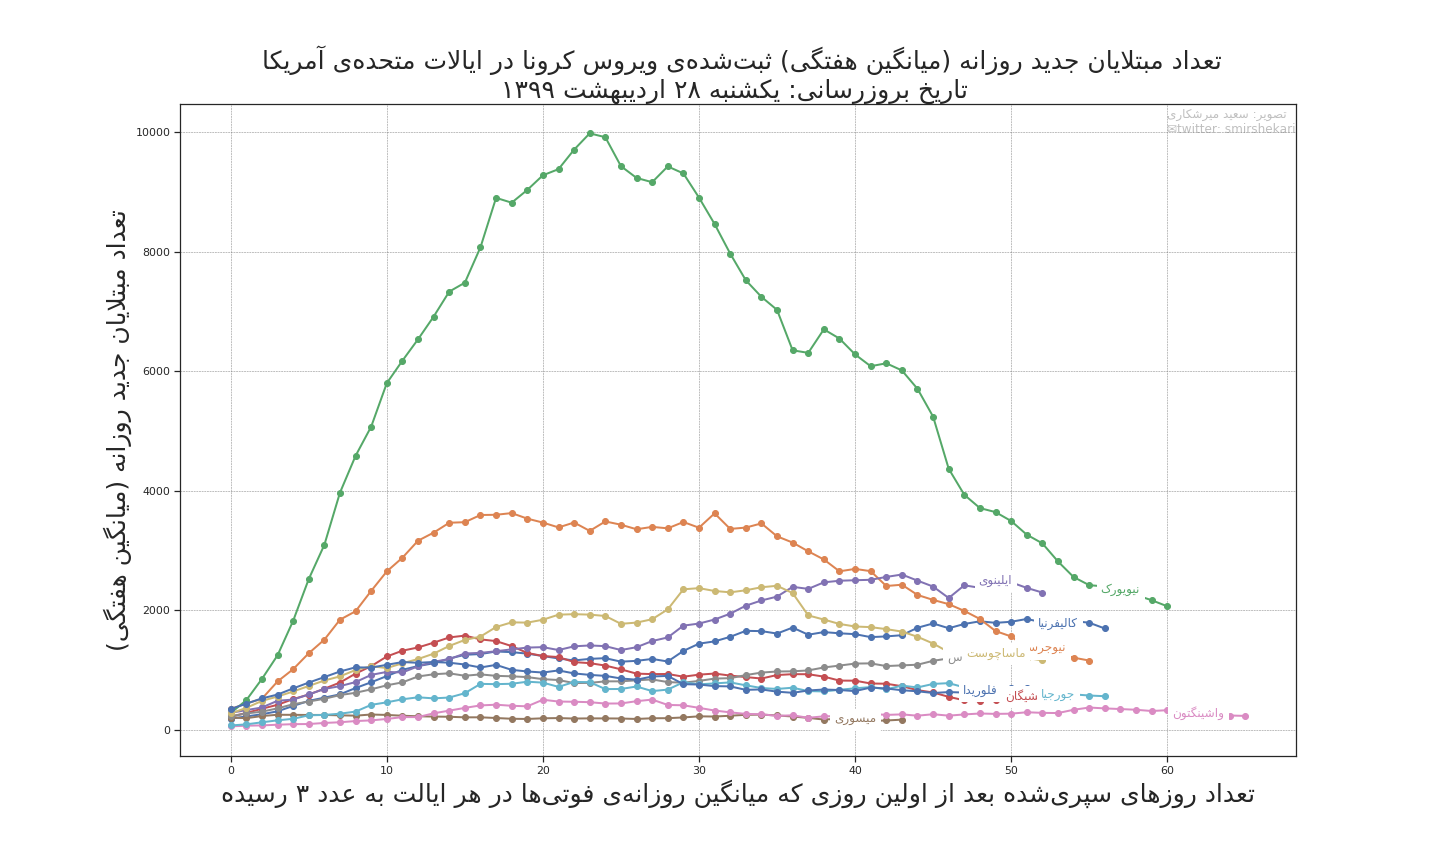 تعداد مبتلایان جدید روزانه (میانگین هفتگی) ثبت‌شده‌ی ویروس کرونا در ایالات متحده‌ی آمریکا
تاریخ بروزرسانی: یکشنبه ۲۸ اردیبهشت ۱۳۹۹
تصویر: سعید میرشکاری
✉twitter: smirshekari
تعداد مبتلایان جدید روزانه (میانگین هفتگی)
10000
8000
6000
4000
2000
0
ایلینوی
نیویورک
کالیفرنیا
نیوجرس
ماساچوست
س
فلوریدا
شیگان
جورجیا
واشینگتون
میسوری
0 10 20 30 40 50 60
تعداد روزهای سپری‌شده بعد از اولین روزی که میانگین روزانه‌ی فوتی‌ها در هر ایالت به عدد ۳ رسیده